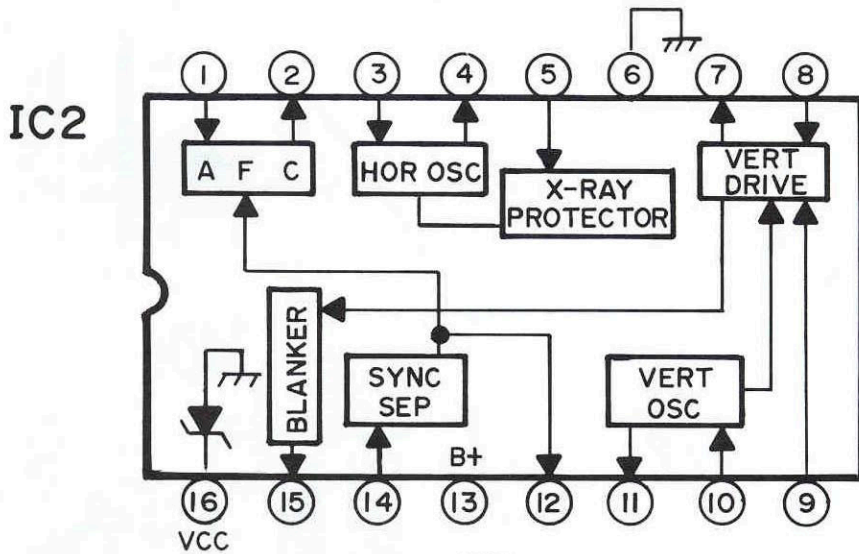 1 2 3 4 5 6 7 8
IC2
A F C
HOR OSC
X-RAY
PROTECTOR
VERT
DRIVE
BLANKER
SYNC
SEP
VERT
OSC
B+
16 15 14 13 12 11 10 9
VCC